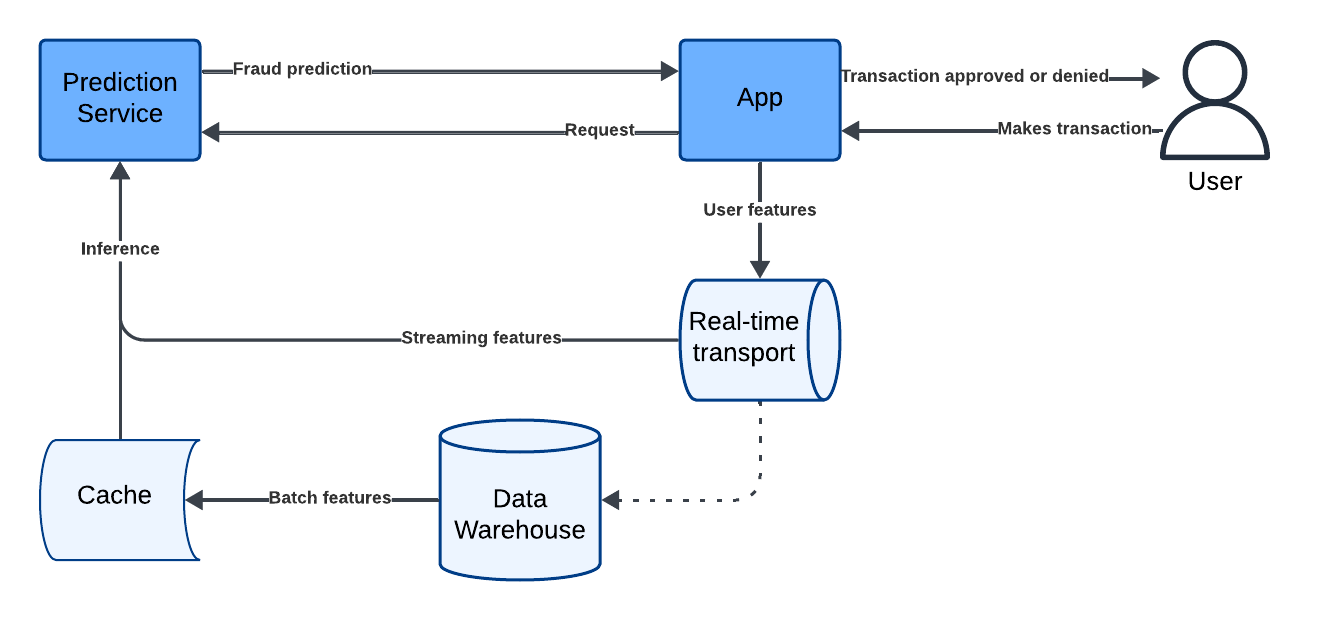 Prediction
Service
Fraud prediction
Request
App
Transaction approved or denied
Makes transaction
User
User features
Inference
Streaming features
Real-time
transport
Cache
Batch features
Data
Warehouse